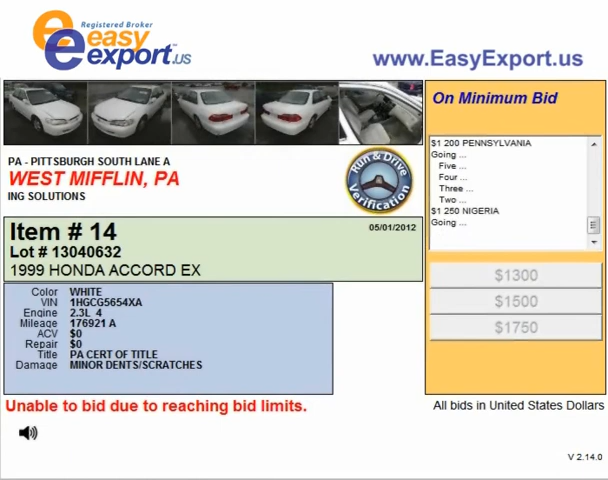 Registered Broker
easy
export.us
www.EasyExport.us
On Minimum Bid
$1 200 PENNSYLVANIA
Going ...
Five ...
Four ...
Three ...
Two ...
$1 250 NIGERIA
Going ...
PA - PITTSBURGH SOUTH LANE A
WEST MIFFLIN, PA
ING SOLUTIONS
Run & Drive
Verification
Item # 14
05/01/2012
Lot # 13040632
1999 HONDA ACCORD EX
Color WHITE
VIN 1HGCG5654XA
Engine 2.3L 4
Mileage 176921 A
ACV $0
Repair $0
Title PA CERT OF TITLE
Damage MINOR DENTS/SCRATCHES
$1300
$1500
$1750
Unable to bid due to reaching bid limits.
All bids in United States Dollars
V 2.14.0